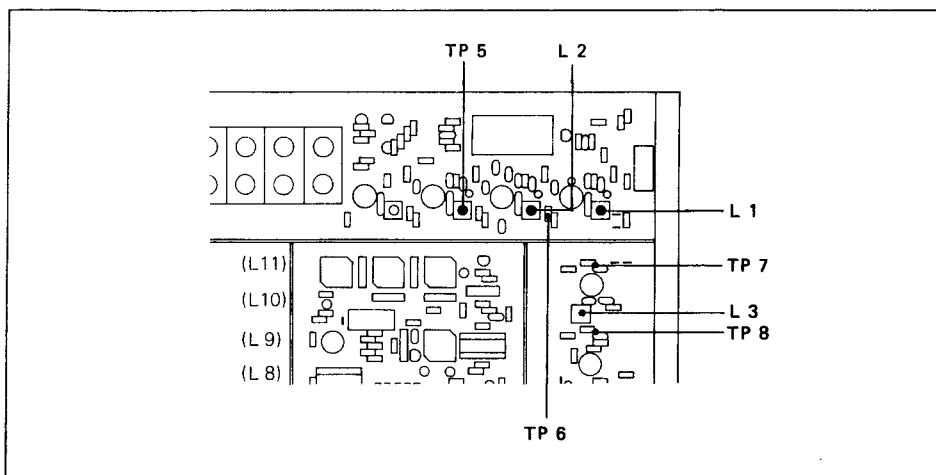 TP 5
L 2
L 1
(L11)
TP 7
(L10)
L 3
(L 9)
TP 8
(L 8)
TP 6